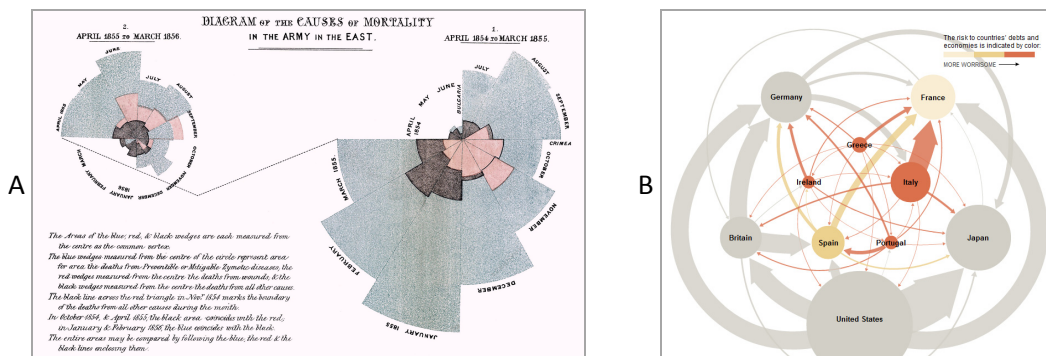 A
DIAGRAM OF THE CAUSES OF MORTALITY
IN THE ARMY IN THE EAST.
2.
APRIL 1855 TO MARCH 1856.
1.
APRIL 1854 TO MARCH 1855.
JUNE
MAY
JULY
AUGUST
APRIL 1855
SEPTEMBER
OCTOBER
NOVEMBER
DECEMBER
JANUARY 1856
FEBRUARY
MARCH
APRIL 1854
MAY
JUNE
JULY
BULGARIA
AUGUST
SEPTEMBER
CRIMEA
OCTOBER
NOVEMBER
DECEMBER
JANUARY 1855
FEBRUARY
MARCH 1855
The Areas of the blue, red, & black wedges are each measured from
the centre as the common vertex.
The blue wedges measured from the centre of the circle represent area
for area the deaths from Preventible or Mitigable Zymotic diseases, the
red wedges measured from the centre the deaths from wounds, & the
black wedges measured from the centre the deaths from all other causes.
The black line across the red triangle in Nov.r 1854 marks the boundary
of the deaths from all other causes during the month.
In October 1854, & April 1855, the black area coincides with the red,
in January & February 1856, the blue coincides with the black.
The entire areas may be compared by following the blue, the red & the
black lines enclosing them.
B
The risk to countries' debts and
economies is indicated by color:
MORE WORRISOME
Germany
France
Greece
Ireland
Italy
Britain
Spain
Portugal
Japan
United States